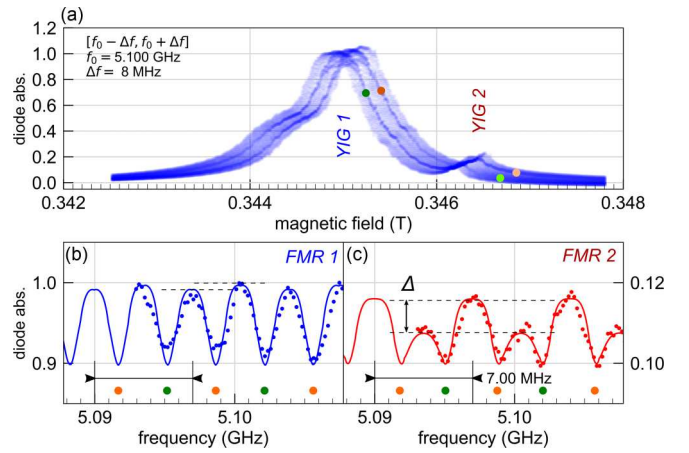 (a)
[f₀ − Δf, f₀ + Δf]
f₀ = 5.100 GHz
Δf = 8 MHz
diode abs.
1.2
1.0
0.8
0.6
0.4
0.2
0.0
YIG 1
YIG 2
0.342
0.344
0.346
0.348
magnetic field (T)
(b)
FMR 1
diode abs.
1.0
0.9
5.09
5.10
frequency (GHz)
(c)
FMR 2
Δ
0.12
0.10
7.00 MHz
5.09
5.10
frequency (GHz)